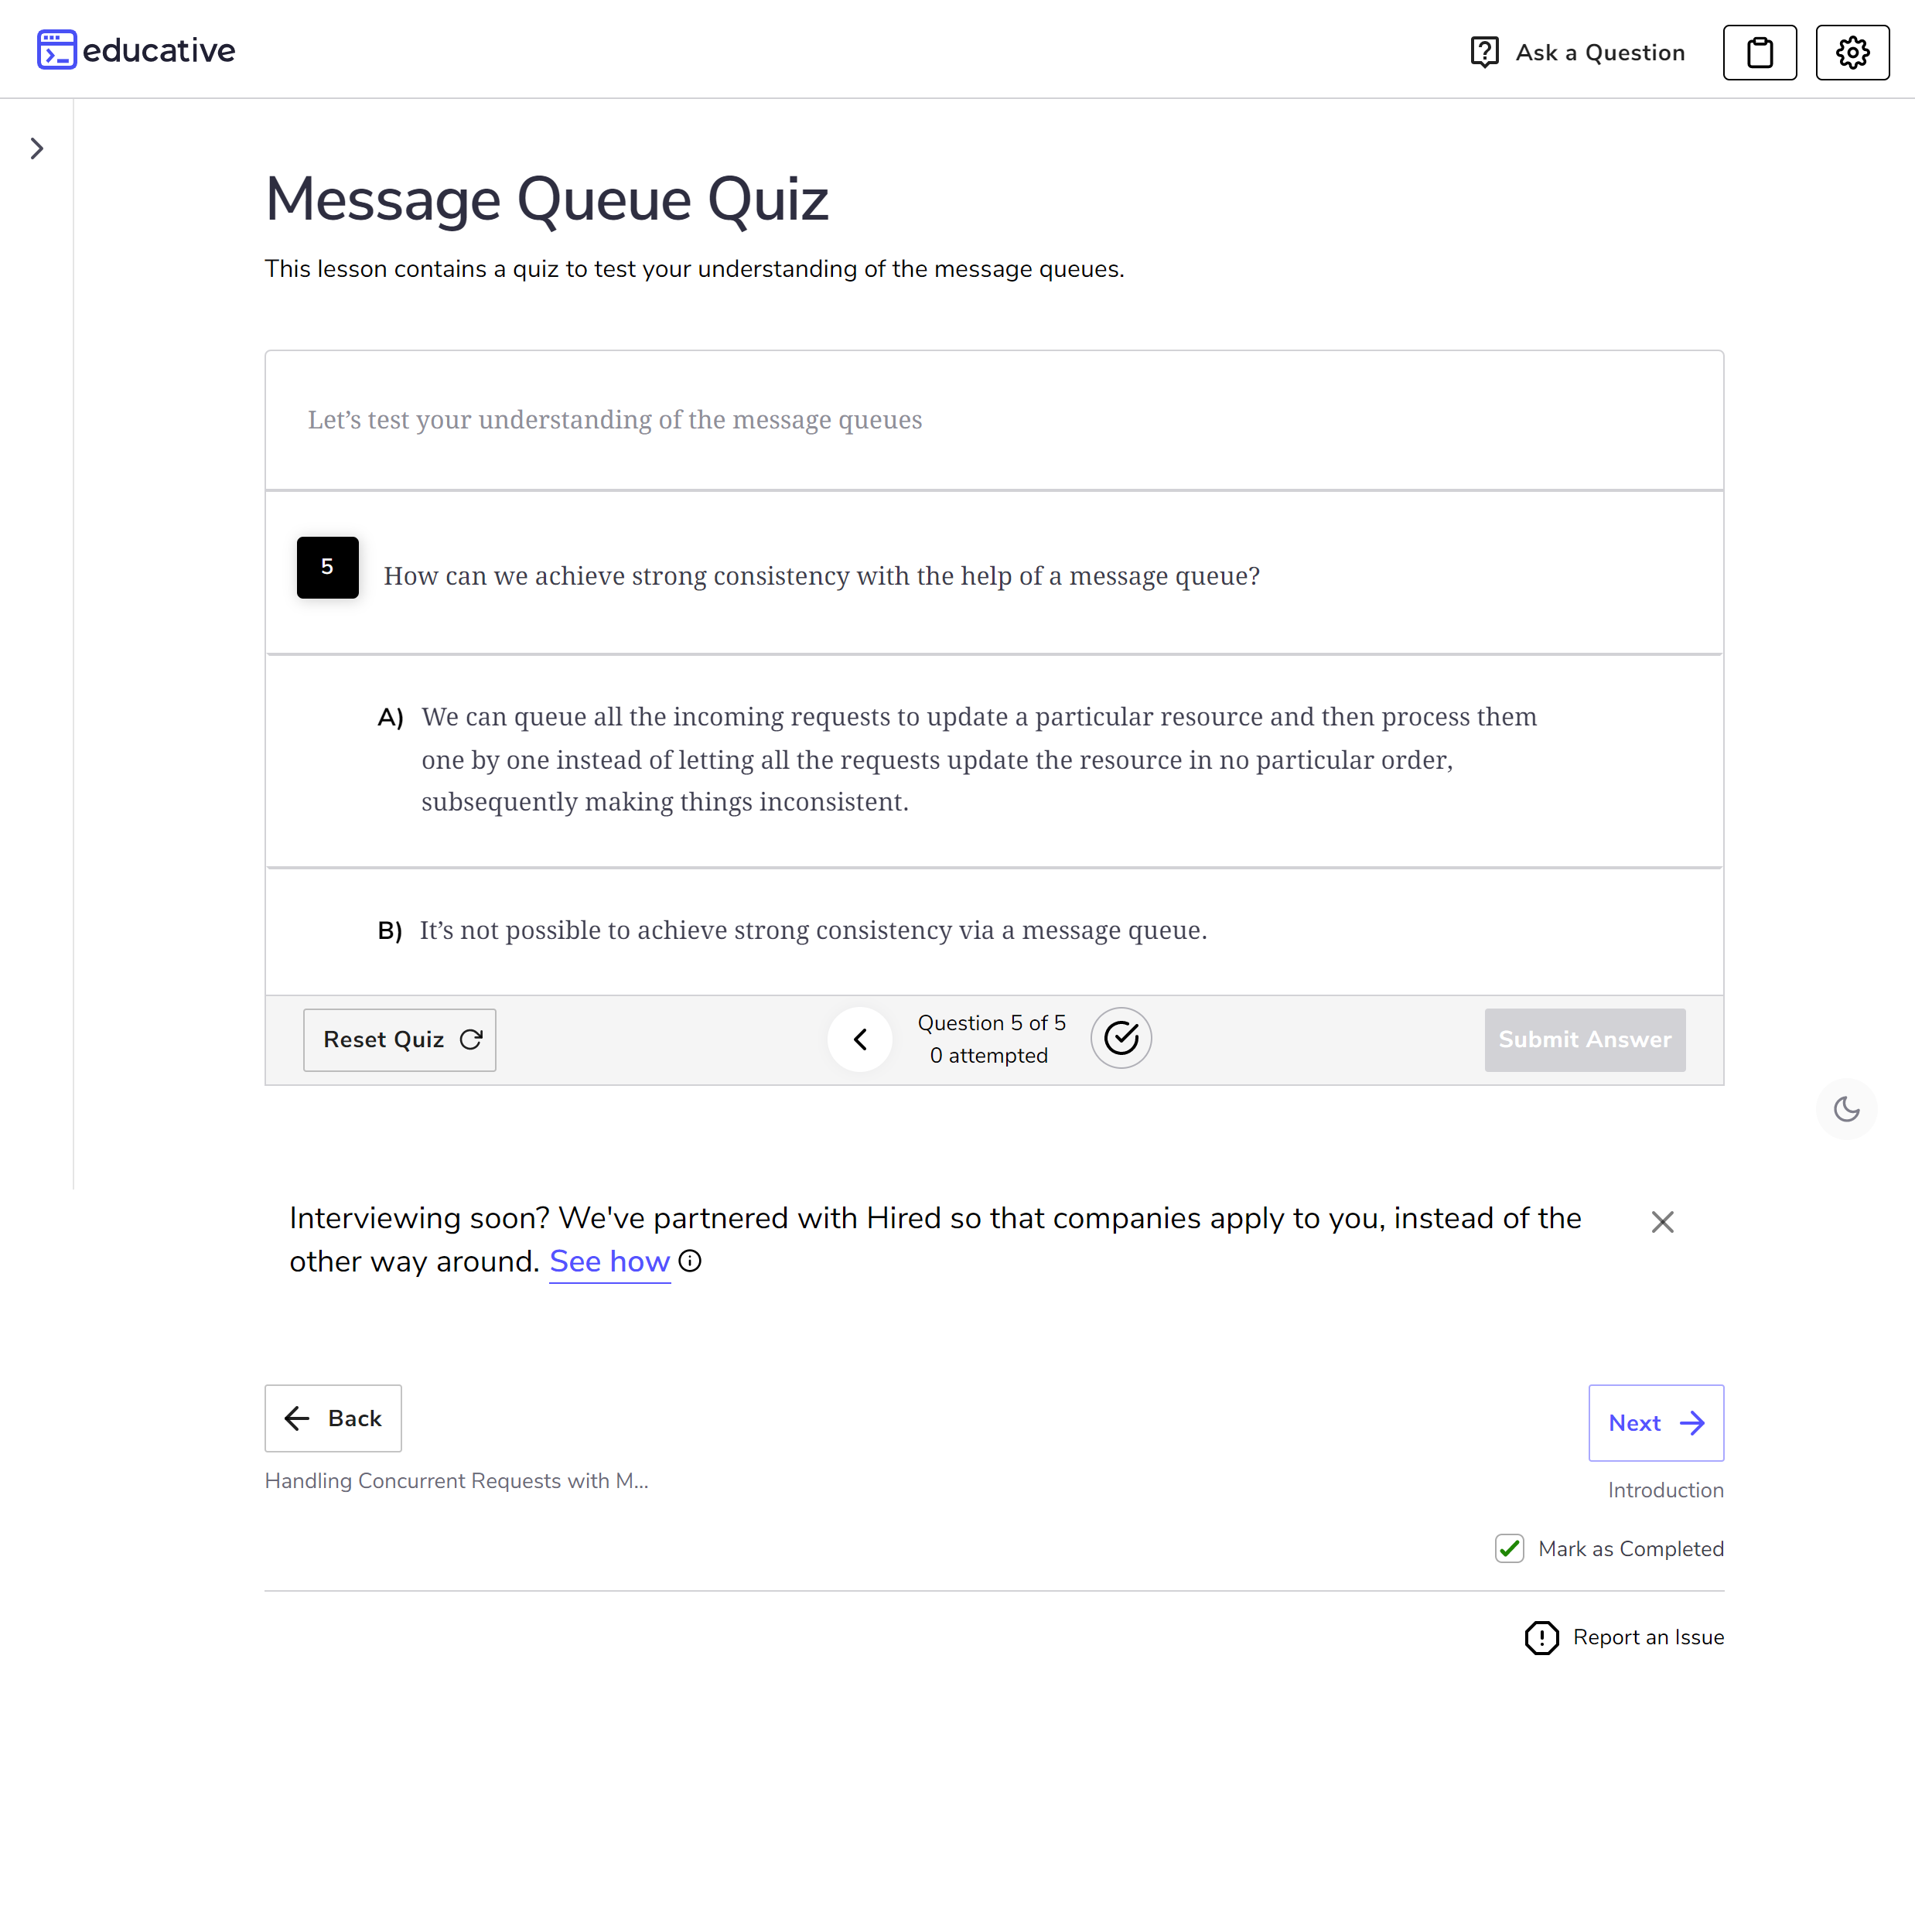 educative
Ask a Question
Message Queue Quiz
This lesson contains a quiz to test your understanding of the message queues.
Let’s test your understanding of the message queues
5
How can we achieve strong consistency with the help of a message queue?
A) We can queue all the incoming requests to update a particular resource and then process them
one by one instead of letting all the requests update the resource in no particular order,
subsequently making things inconsistent.
B) It’s not possible to achieve strong consistency via a message queue.
Reset Quiz
Question 5 of 5
0 attempted
Submit Answer
Interviewing soon? We've partnered with Hired so that companies apply to you, instead of the
other way around. See how
Back
Next
Handling Concurrent Requests with M...
Introduction
Mark as Completed
Report an Issue